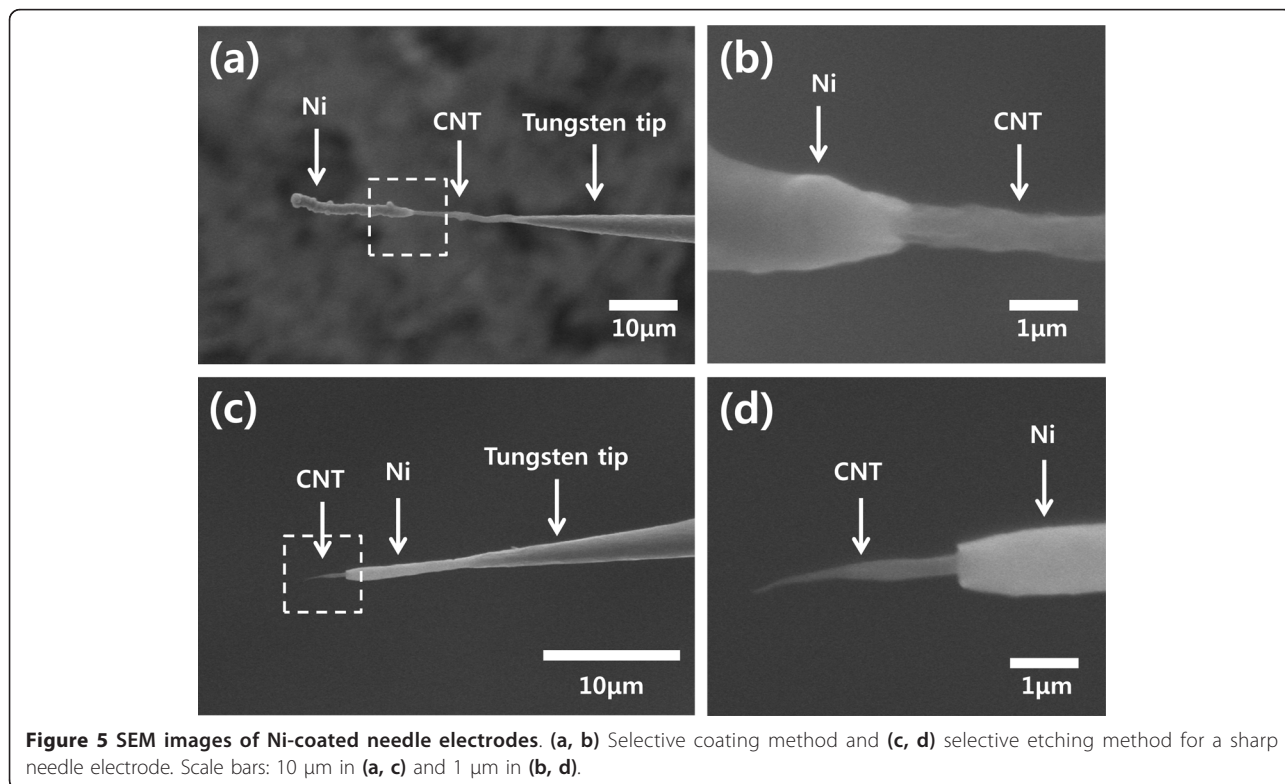 (a)
Ni
CNT
Tungsten tip
10μm
(b)
Ni
CNT
1μm
(c)
CNT
Ni
Tungsten tip
10μm
(d)
CNT
Ni
1μm
Figure 5 SEM images of Ni-coated needle electrodes. (a, b) Selective coating method and (c, d) selective etching method for a sharp
needle electrode. Scale bars: 10 μm in (a, c) and 1 μm in (b, d).